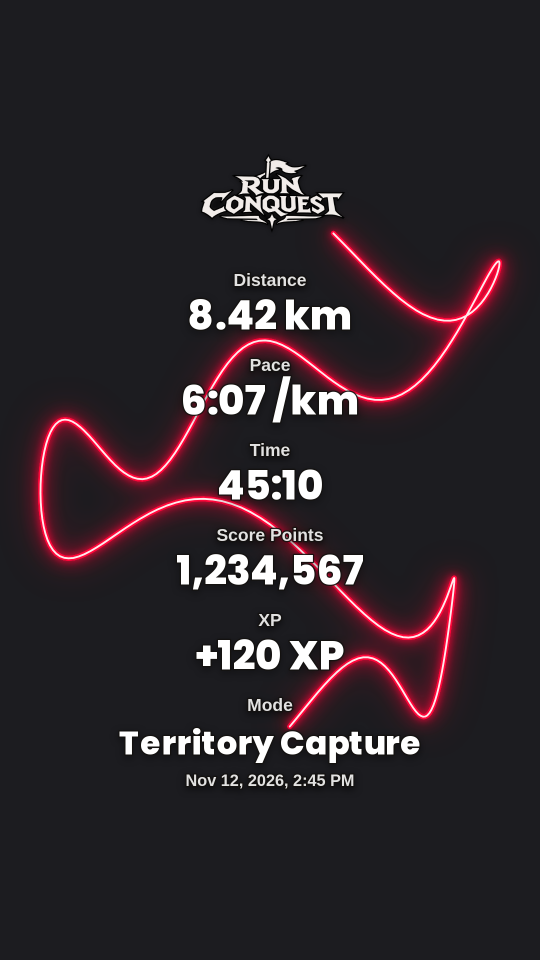 RUN
CONQUEST
Distance
8.42 km
Pace
6:07 /km
Time
45:10
Score Points
1,234,567
XP
+120 XP
Mode
Territory Capture
Nov 12, 2026, 2:45 PM